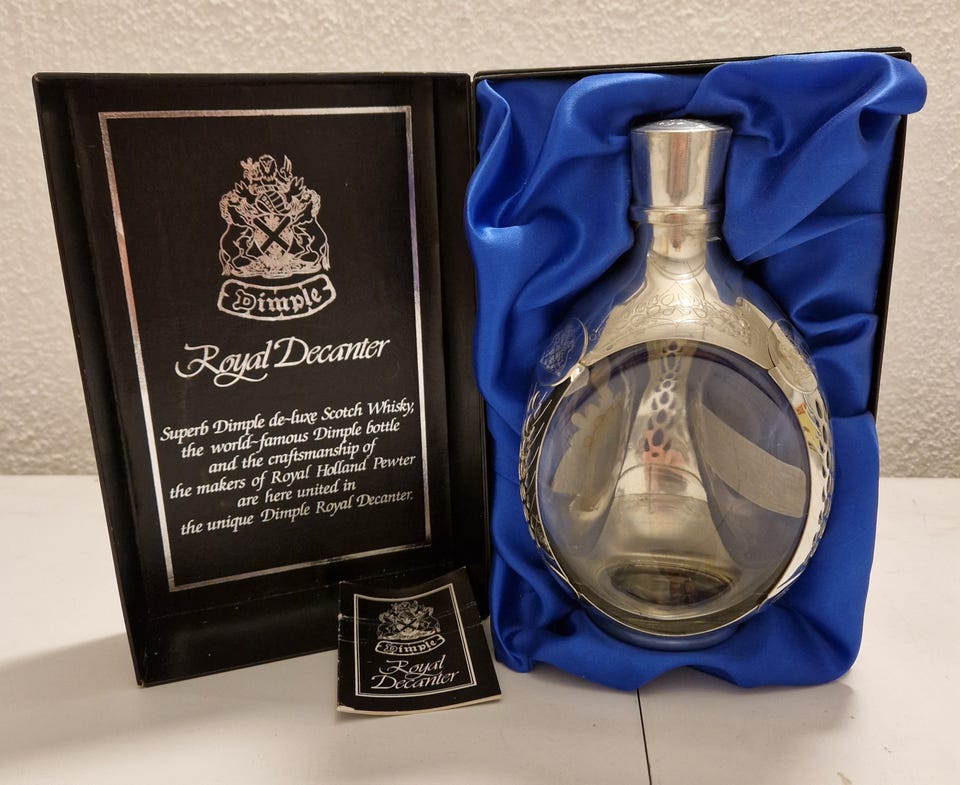 Dimple
Royal Decanter
Superb Dimple de-luxe Scotch Whisky,
the world-famous Dimple bottle
and the craftsmanship of
the makers of Royal Holland Pewter
are here united in
the unique Dimple Royal Decanter.
Dimple
Royal
Decanter